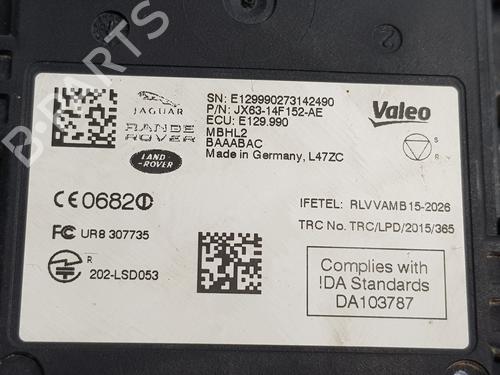 SN: E129990273142490
P/N: JX63-14F152-AE
ECU: E129.990
MBHL2
BAAABAC
Made in Germany, L47ZC
JAGUAR
RANGE
ROVER
LAND-
ROVER
Valeo
CE0682
IFETEL: RLVVAMB15-2026
TRC No. TRC/LPD/2015/365
FC UR8 307735
R
202-LSD053
Complies with
!DA Standards
DA103787
B-PARTS